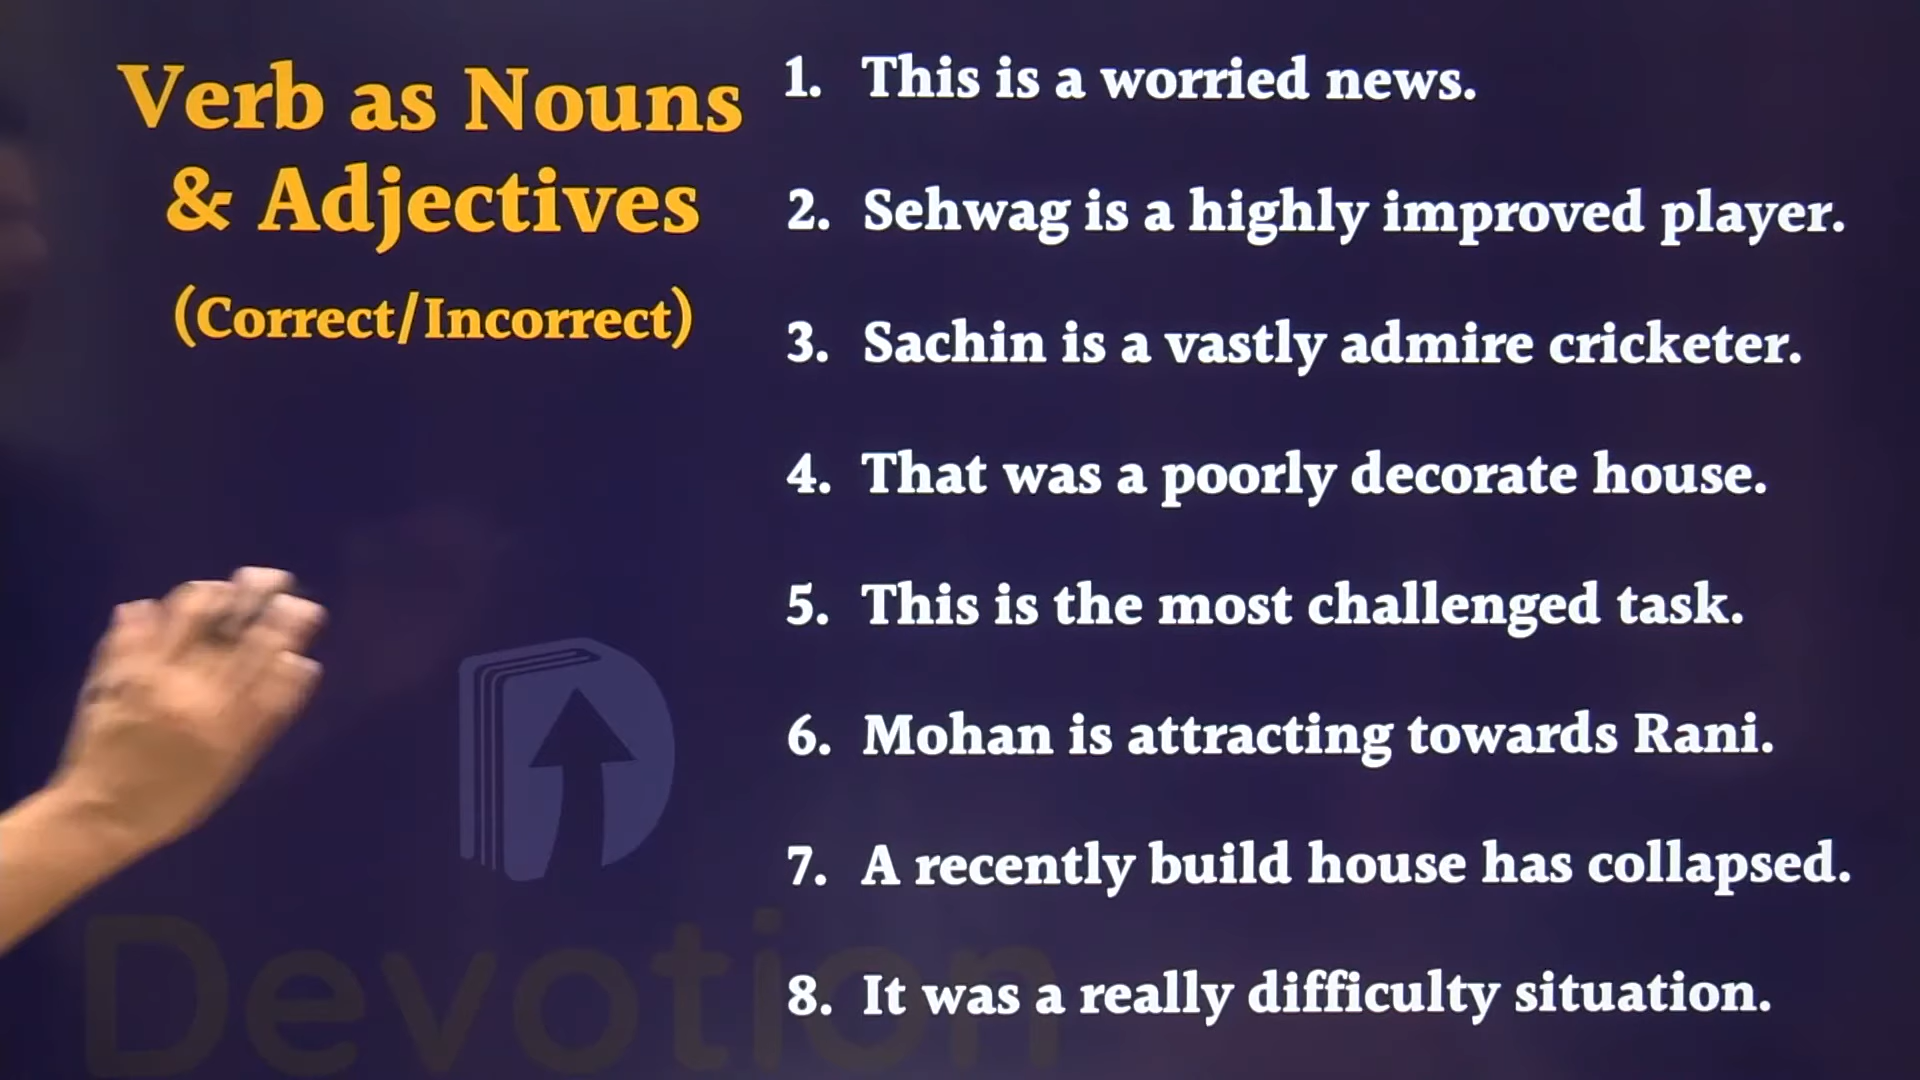 Verb as Nouns
& Adjectives
(Correct/Incorrect)
1. This is a worried news.
2. Sehwag is a highly improved player.
3. Sachin is a vastly admire cricketer.
4. That was a poorly decorate house.
5. This is the most challenged task.
6. Mohan is attracting towards Rani.
7. A recently build house has collapsed.
8. It was a really difficulty situation.
Devotion